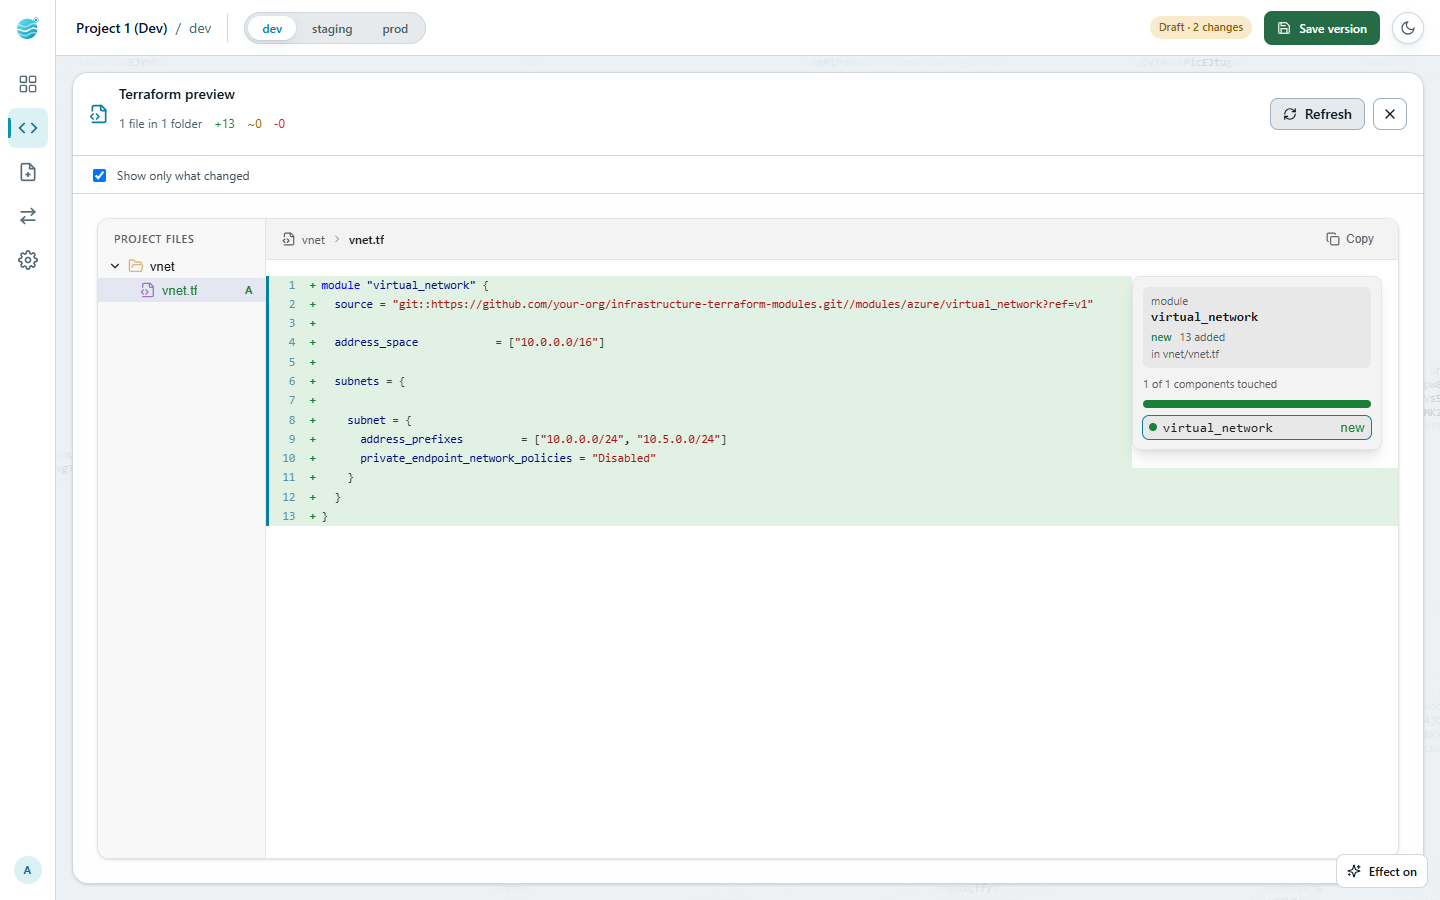 Project 1 (Dev) / dev
dev staging prod
Draft · 2 changes
Save version
Terraform preview
1 file in 1 folder +13 ~0 -0
Refresh
Show only what changed
PROJECT FILES
vnet
vnet.tf A
vnet > vnet.tf
Copy
1 + module "virtual_network" {
2 + source = "git::https://github.com/your-org/infrastructure-terraform-modules.git//modules/azure/virtual_network?ref=v1"
3 +
4 + address_space = ["10.0.0.0/16"]
5 +
6 + subnets = {
7 +
8 + subnet = {
9 + address_prefixes = ["10.0.0.0/24", "10.5.0.0/24"]
10 + private_endpoint_network_policies = "Disabled"
11 + }
12 + }
13 + }
module
virtual_network
new 13 added
in vnet/vnet.tf
1 of 1 components touched
virtual_network new
A
Effect on